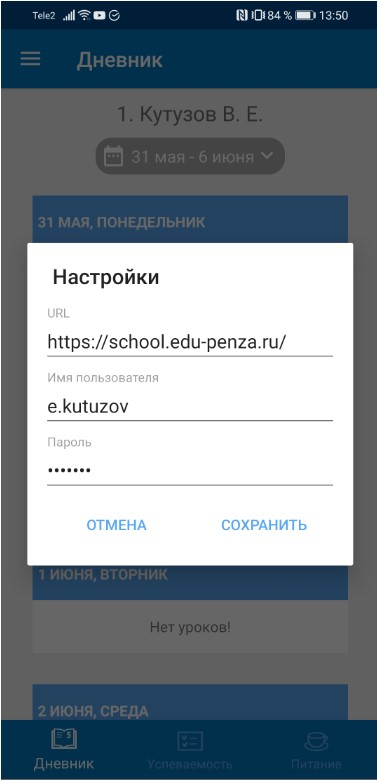 Tele2 84 % 13:50
Дневник
1. Кутузов В. Е.
31 мая - 6 июня
31 МАЯ, ПОНЕДЕЛЬНИК
Настройки
URL
https://school.edu-penza.ru/
Имя пользователя
e.kutuzov
Пароль
•••••••
ОТМЕНА СОХРАНИТЬ
1 ИЮНЯ, ВТОРНИК
Нет уроков!
2 ИЮНЯ, СРЕДА
Дневник Успеваемость Питание